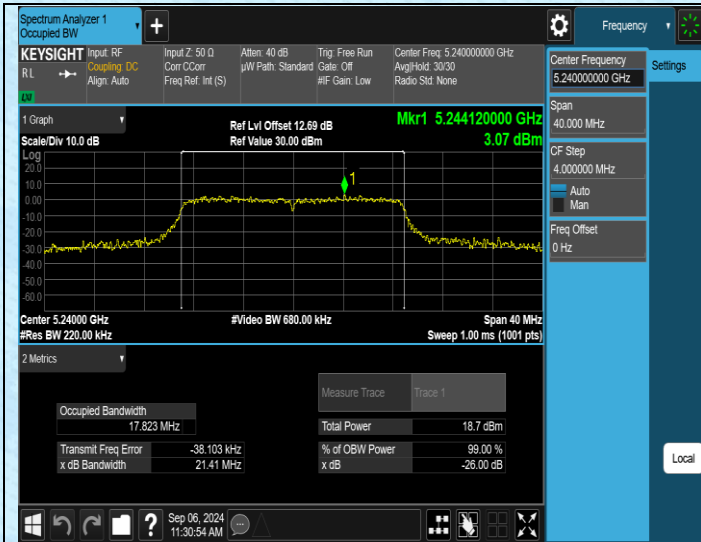 Spectrum Analyzer 1
Occupied BW
Frequency
KEYSIGHT
RL
LU
Input: RF
Coupling: DC
Align: Auto
Input Z: 50 Ω
Corr CCorr
Freq Ref: Int (S)
Atten: 40 dB
µW Path: Standard
Trig: Free Run
Gate: Off
#IF Gain: Low
Center Freq: 5.240000000 GHz
Avg|Hold: 30/30
Radio Std: None
Center Frequency
5.240000000 GHz
Settings
Span
40.000 MHz
CF Step
4.000000 MHz
Auto
Man
Freq Offset
0 Hz
Local
1 Graph
Scale/Div 10.0 dB
Ref Lvl Offset 12.69 dB
Ref Value 30.00 dBm
Mkr1 5.244120000 GHz
3.07 dBm
Log
20.0
10.0
0.00
-10.0
-20.0
-30.0
-40.0
-50.0
-60.0
1
Center 5.24000 GHz
#Res BW 220.00 kHz
#Video BW 680.00 kHz
Span 40 MHz
Sweep 1.00 ms (1001 pts)
2 Metrics
Measure Trace
Trace 1
Occupied Bandwidth
17.823 MHz
Total Power
18.7 dBm
Transmit Freq Error
-38.103 kHz
% of OBW Power
99.00 %
x dB Bandwidth
21.41 MHz
x dB
-26.00 dB
Sep 06, 2024
11:30:54 AM